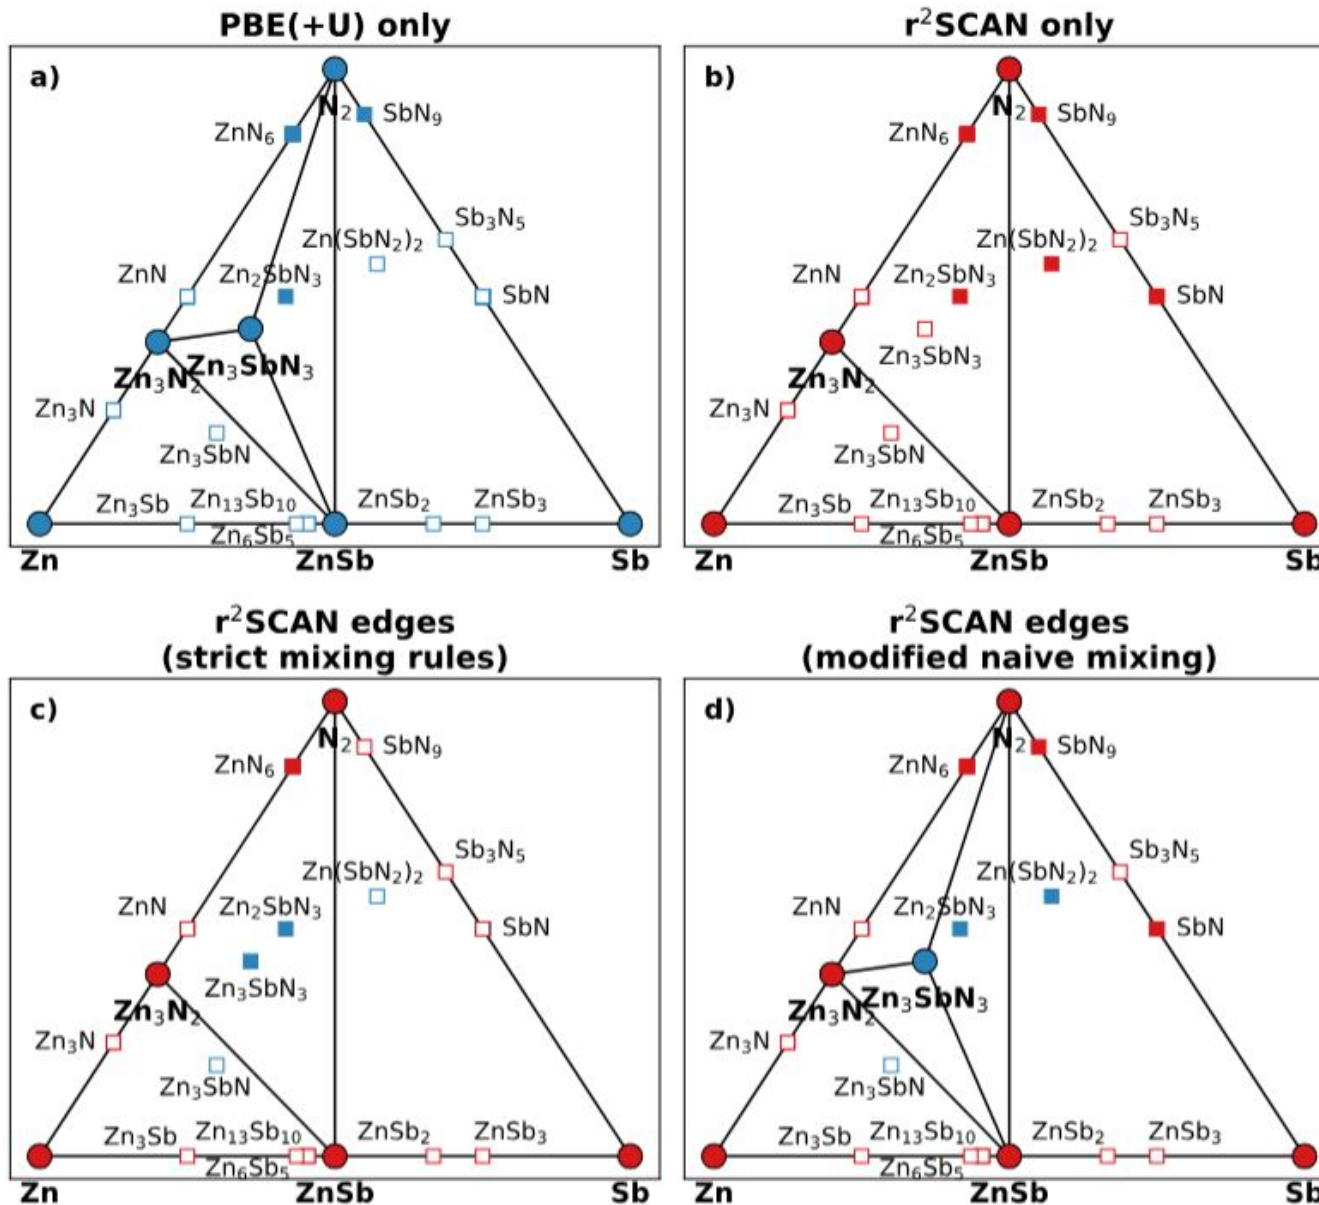 PBE(+U) only
a)
N₂
SbN₉
ZnN₆
Sb₃N₅
Zn(SbN₂)₂
ZnN
Zn₂SbN₃
SbN
Zn₃SbN₃
Zn₃N₂
Zn₃N
Zn₃SbN
Zn₃Sb
Zn₁₃Sb₁₀
ZnSb₂
ZnSb₃
Zn₆Sb₅
Zn
ZnSb
Sb
r²SCAN only
b)
N₂
SbN₉
ZnN₆
Sb₃N₅
Zn(SbN₂)₂
ZnN
Zn₂SbN₃
SbN
Zn₃SbN₃
Zn₃N₂
Zn₃N
Zn₃SbN
Zn₃Sb
Zn₁₃Sb₁₀
ZnSb₂
ZnSb₃
Zn₆Sb₅
Zn
ZnSb
Sb
r²SCAN edges
(strict mixing rules)
c)
N₂
SbN₉
ZnN₆
Sb₃N₅
Zn(SbN₂)₂
ZnN
Zn₂SbN₃
SbN
Zn₃SbN₃
Zn₃N₂
Zn₃N
Zn₃SbN
Zn₃Sb
Zn₁₃Sb₁₀
ZnSb₂
ZnSb₃
Zn₆Sb₅
Zn
ZnSb
Sb
r²SCAN edges
(modified naive mixing)
d)
N₂
SbN₉
ZnN₆
Sb₃N₅
Zn(SbN₂)₂
ZnN
Zn₂SbN₃
SbN
Zn₃SbN₃
Zn₃N₂
Zn₃N
Zn₃SbN
Zn₃Sb
Zn₁₃Sb₁₀
ZnSb₂
ZnSb₃
Zn₆Sb₅
Zn
ZnSb
Sb